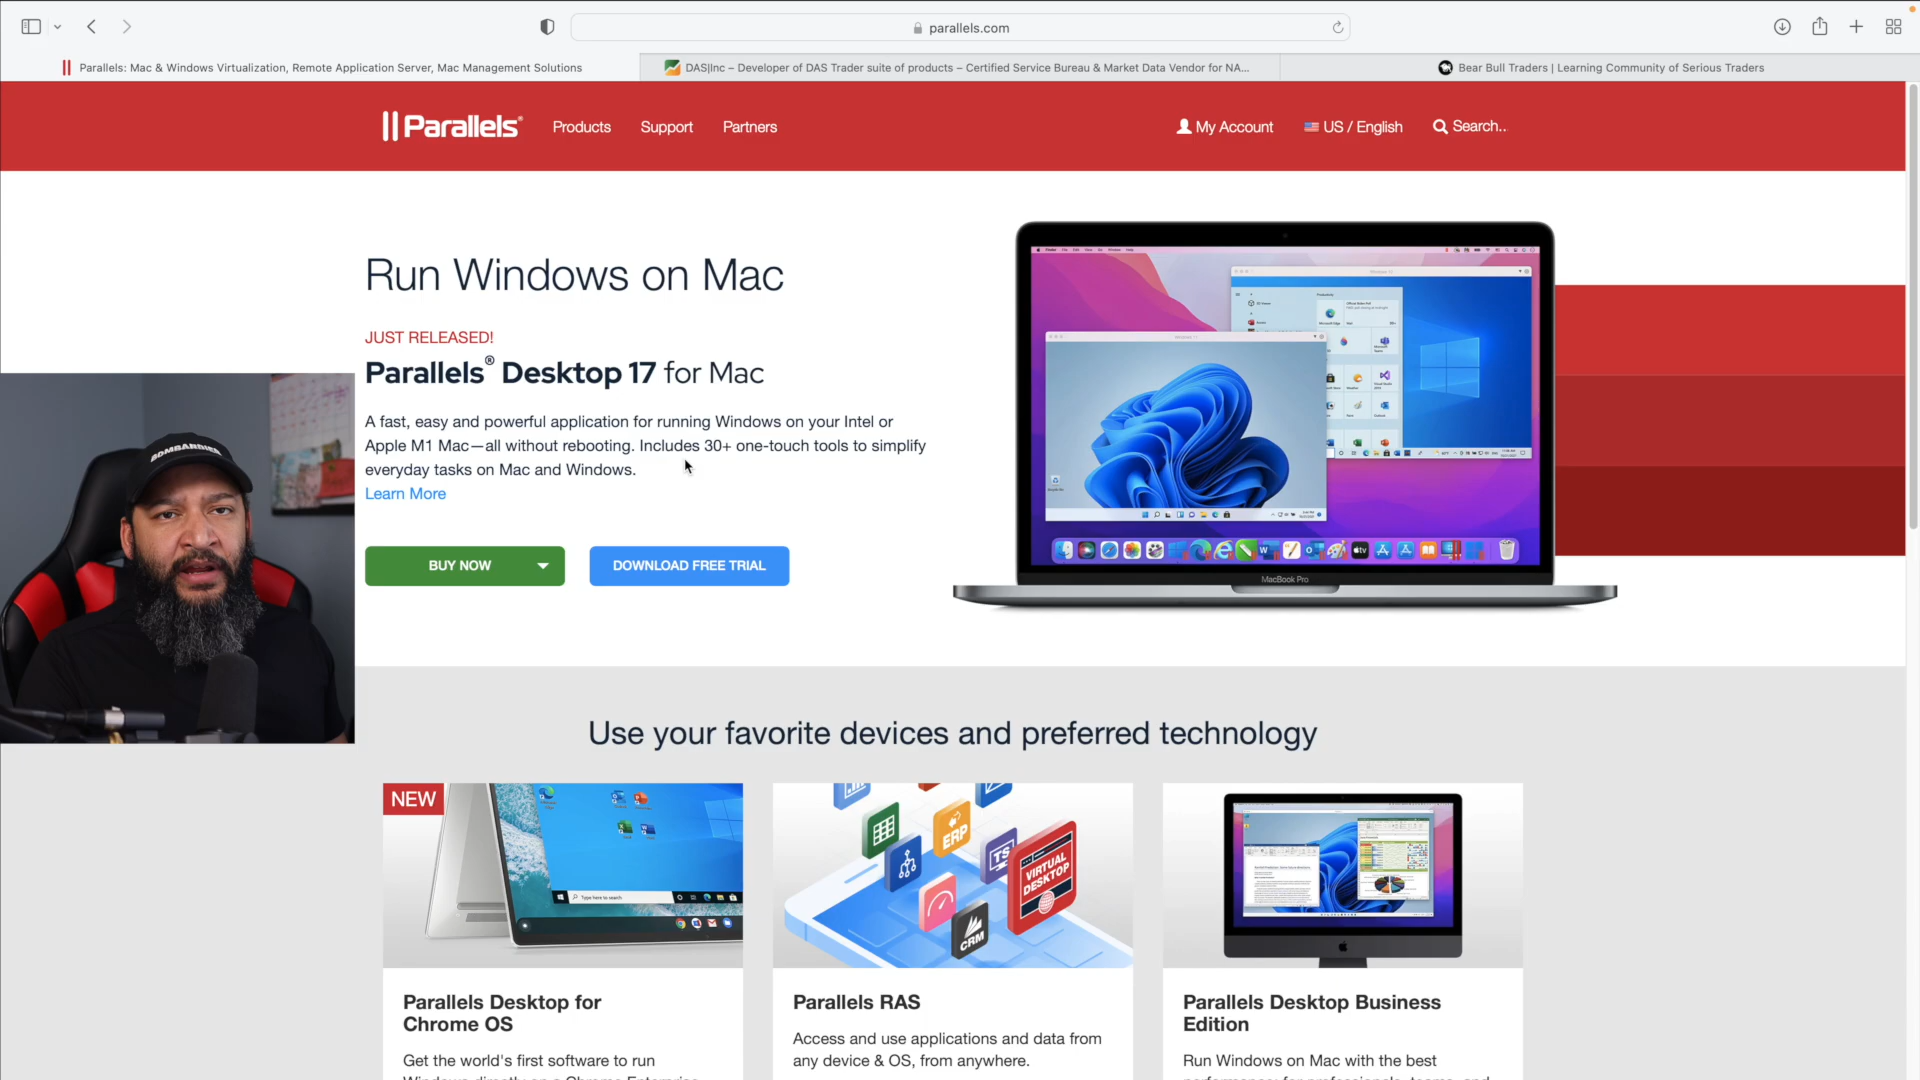 parallels.com
Parallels: Mac & Windows Virtualization, Remote Application Server, Mac Management Solutions
DAS|Inc – Developer of DAS Trader suite of products – Certified Service Bureau & Market Data Vendor for NA...
Bear Bull Traders | Learning Community of Serious Traders
Parallels®
Products
Support
Partners
My Account
US / English
Search..
Run Windows on Mac
JUST RELEASED!
Parallels® Desktop 17 for Mac
A fast, easy and powerful application for running Windows on your Intel or
Apple M1 Mac—all without rebooting. Includes 30+ one-touch tools to simplify
everyday tasks on Mac and Windows.
Learn More
BUY NOW
DOWNLOAD FREE TRIAL
MacBook Pro
BOMBARDIER
Use your favorite devices and preferred technology
NEW
Type here to search
ERP
TS
VIRTUAL
DESKTOP
CRM
Parallels Desktop for
Chrome OS
Get the world's first software to run
Parallels RAS
Access and use applications and data from
any device & OS, from anywhere.
Parallels Desktop Business
Edition
Run Windows on Mac with the best